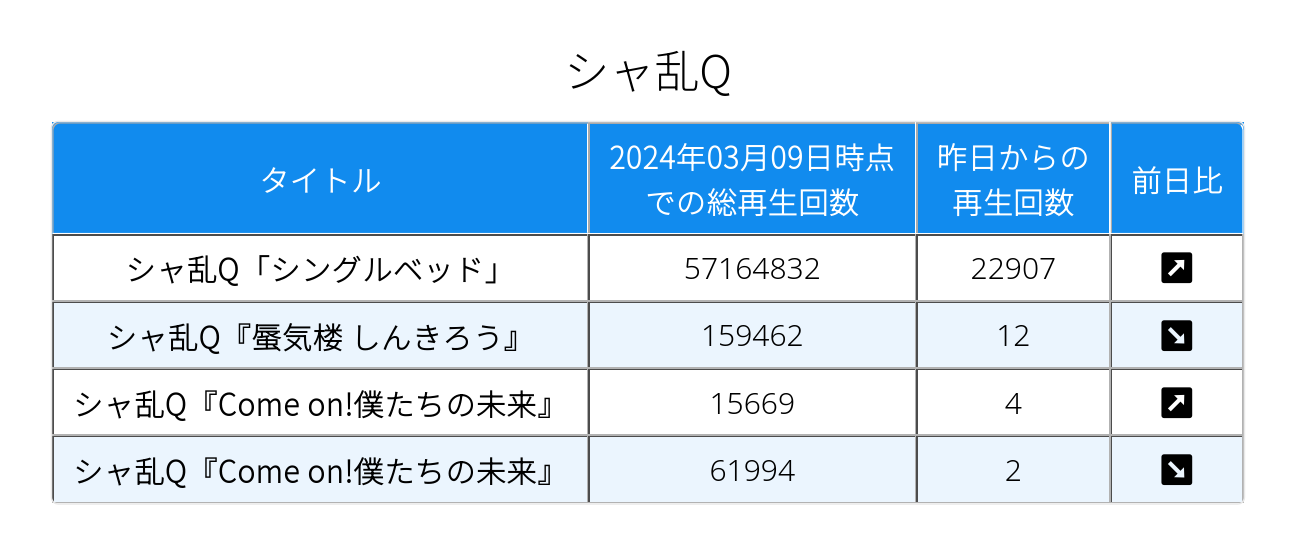 シャ乱Q
タイトル
2024年03月09日時点
での総再生回数
昨日からの
再生回数
前日比
シャ乱Q「シングルベッド」 57164832 22907
シャ乱Q『蜃気楼 しんきろう』 159462 12
シャ乱Q『Come on!僕たちの未来』 15669 4
シャ乱Q『Come on!僕たちの未来』 61994 2